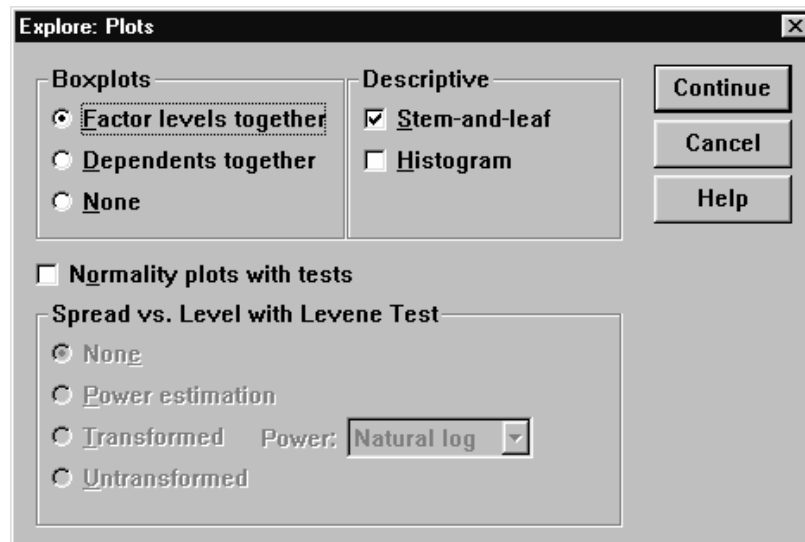 Explore: Plots
Boxplots
Factor levels together
Dependents together
None
Descriptive
Stem-and-leaf
Histogram
Continue
Cancel
Help
Normality plots with tests
Spread vs. Level with Levene Test
None
Power estimation
Transformed Power: Natural log
Untransformed